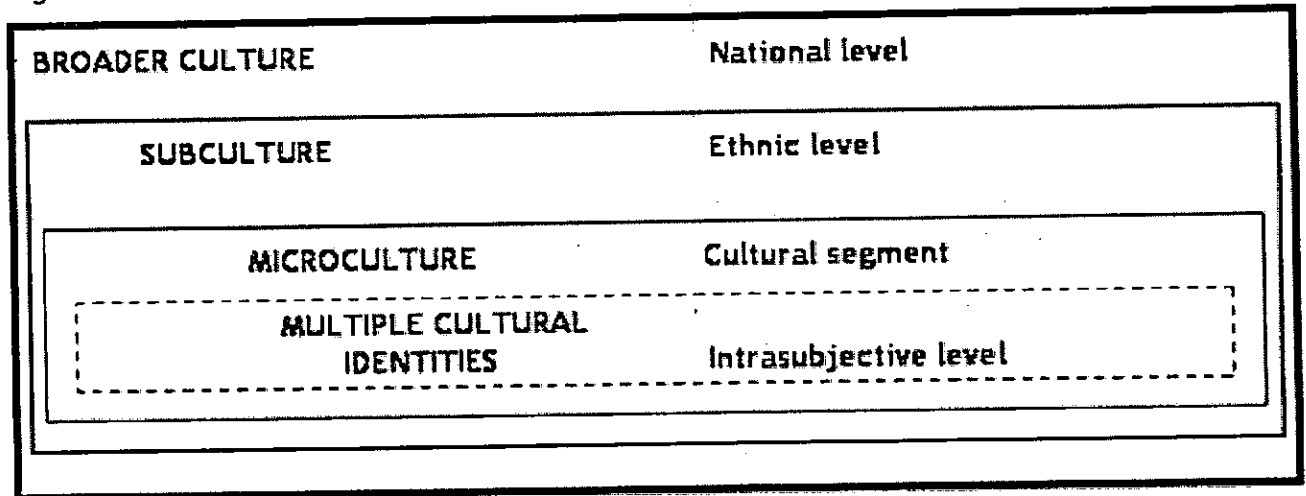 BROADER CULTURE National level
SUBCULTURE Ethnic level
MICROCULTURE Cultural segment
MULTIPLE CULTURAL
IDENTITIES Intrasubjective level